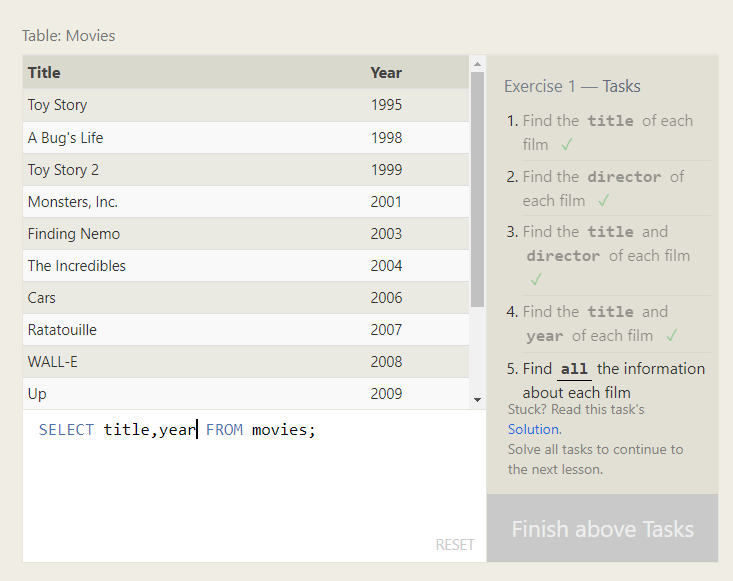 Table: Movies
Title Year
Toy Story 1995
A Bug's Life 1998
Toy Story 2 1999
Monsters, Inc. 2001
Finding Nemo 2003
The Incredibles 2004
Cars 2006
Ratatouille 2007
WALL-E 2008
Up 2009
SELECT title,year FROM movies;
RESET
Exercise 1 — Tasks
1. Find the title of each
film ✓
2. Find the director of
each film ✓
3. Find the title and
director of each film
✓
4. Find the title and
year of each film ✓
5. Find all the information
about each film
Stuck? Read this task's
Solution.
Solve all tasks to continue to
the next lesson.
Finish above Tasks